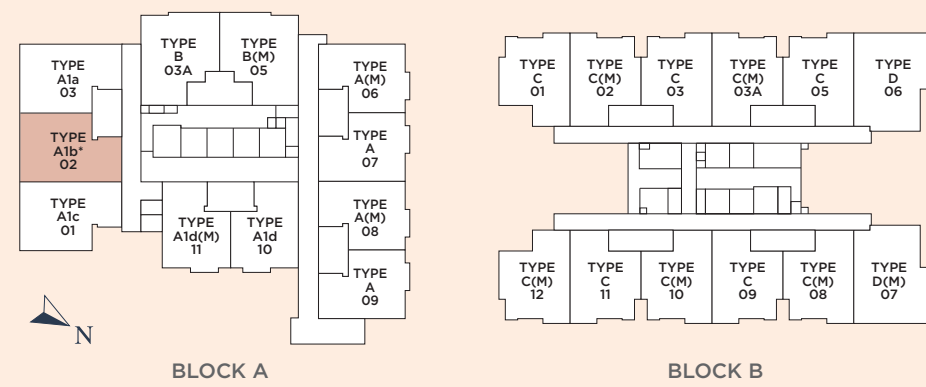 TYPE
A1a
03
TYPE
A1b*
02
TYPE
A1c
01
TYPE
B
03A
TYPE
B(M)
05
TYPE
A(M)
06
TYPE
A
07
TYPE
A(M)
08
TYPE
A
09
TYPE
A1d(M)
11
TYPE
A1d
10
N
BLOCK A
TYPE
C
01
TYPE
C(M)
02
TYPE
C
03
TYPE
C(M)
03A
TYPE
C
05
TYPE
D
06
TYPE
C(M)
12
TYPE
C
11
TYPE
C(M)
10
TYPE
C
09
TYPE
C(M)
08
TYPE
D(M)
07
BLOCK B